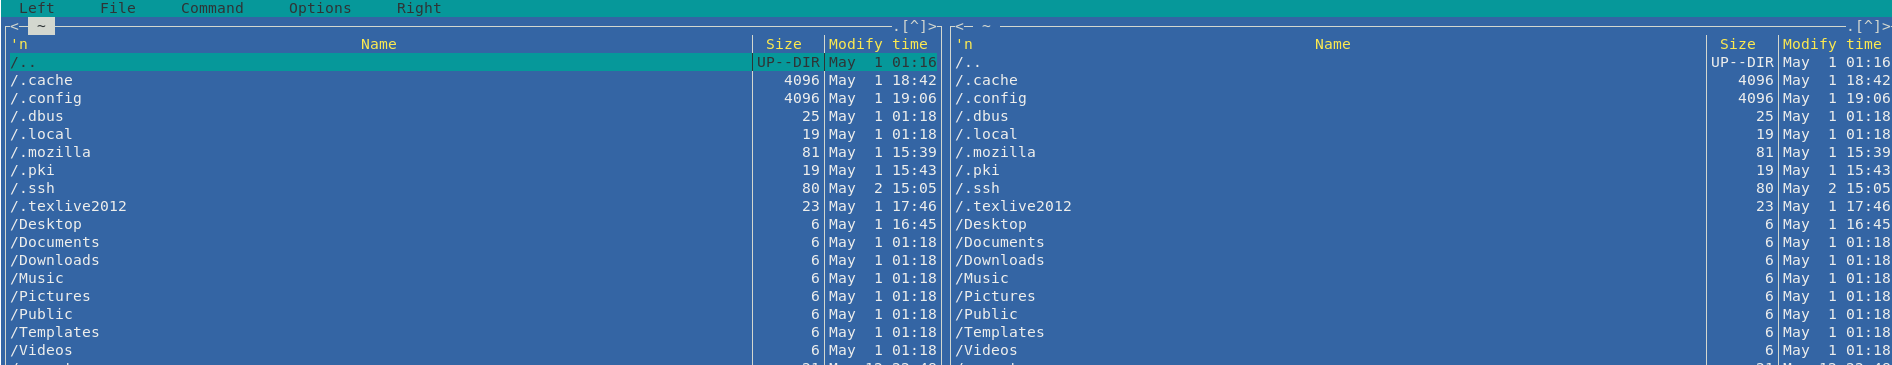 Left File Command Options Right
<─ ~ .[^]> <─ ~ .[^]>
'n Name Size Modify time 'n Name Size Modify time
/.. UP--DIR May 1 01:16 /.. UP--DIR May 1 01:16
/.cache 4096 May 1 18:42 /.cache 4096 May 1 18:42
/.config 4096 May 1 19:06 /.config 4096 May 1 19:06
/.dbus 25 May 1 01:18 /.dbus 25 May 1 01:18
/.local 19 May 1 01:18 /.local 19 May 1 01:18
/.mozilla 81 May 1 15:39 /.mozilla 81 May 1 15:39
/.pki 19 May 1 15:43 /.pki 19 May 1 15:43
/.ssh 80 May 2 15:05 /.ssh 80 May 2 15:05
/.texlive2012 23 May 1 17:46 /.texlive2012 23 May 1 17:46
/Desktop 6 May 1 16:45 /Desktop 6 May 1 16:45
/Documents 6 May 1 01:18 /Documents 6 May 1 01:18
/Downloads 6 May 1 01:18 /Downloads 6 May 1 01:18
/Music 6 May 1 01:18 /Music 6 May 1 01:18
/Pictures 6 May 1 01:18 /Pictures 6 May 1 01:18
/Public 6 May 1 01:18 /Public 6 May 1 01:18
/Templates 6 May 1 01:18 /Templates 6 May 1 01:18
/Videos 6 May 1 01:18 /Videos 6 May 1 01:18